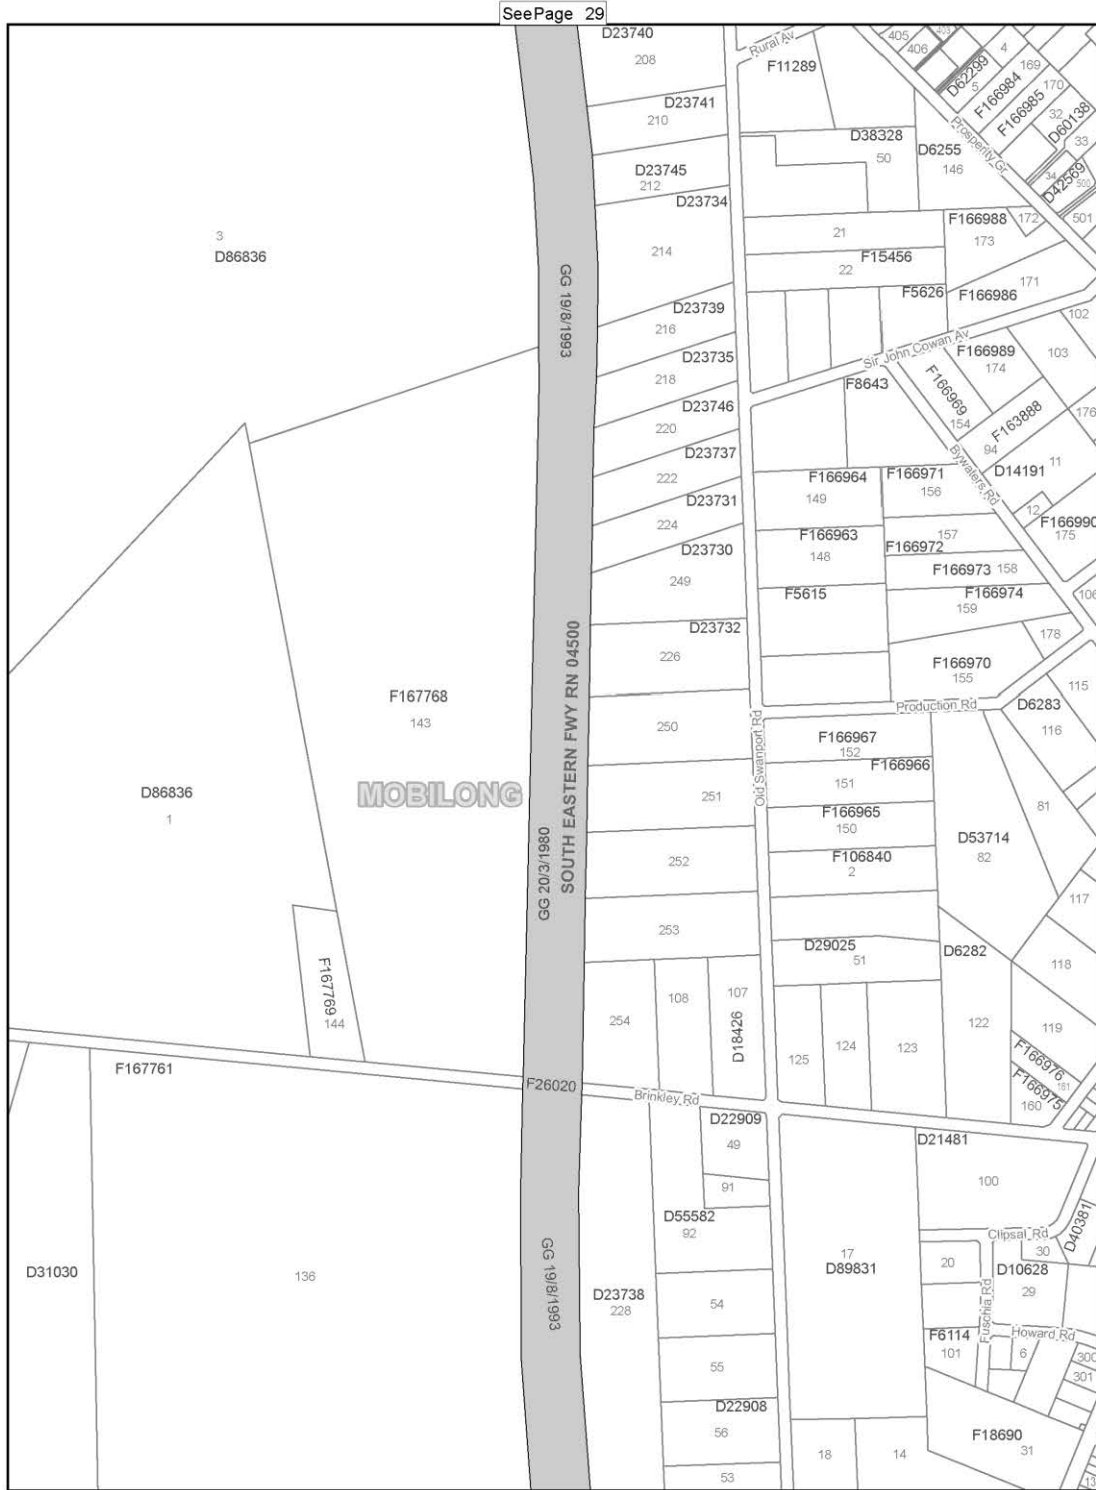 See Page 29
D23740
208
Rural Av
F11289
405
406
403
4
D62299
5
169
F166984
170
F166985
32
D60138
33
Prosperity Gr
34
D42569
500
501
D23741
210
D38328
50
D6255
146
D23745
212
D23734
214
21
F15456
22
F166988
173
172
171
F5626
F166986
3
D86836
GG 19/8/1993
D23739
216
D23735
218
D23746
220
D23737
222
D23731
224
D23730
249
D23732
226
250
251
252
253
254
108
107
D18426
102
Sir John Cowan Av
F166989
174
103
F8643
F166969
154
F163888
94
176
Bywaters Rd
D14191
11
12
F166990
175
F166964
149
F166971
156
F166963
148
F166972
157
F166973
158
F166974
159
F5615
106
178
F166970
155
115
Production Rd
D6283
116
Old Swanport Rd
F166967
152
F166966
151
F166965
150
F106840
2
D53714
82
81
117
D29025
51
D6282
118
122
119
125
124
123
F166976
161
F166975
160
F167768
143
MOBILONG
SOUTH EASTERN FWY RN 04500
GG 20/3/1980
D86836
1
F167769
144
F167761
F26020
Brinkley Rd
D22909
49
91
D55582
92
D21481
100
Clipsal Rd
D40381
30
20
D10628
29
Fuschia Rd
17
D89831
F6114
101
Howard Rd
6
300
301
D31030
136
GG 19/8/1993
D23738
228
54
55
D22908
56
53
18
14
F18690
31